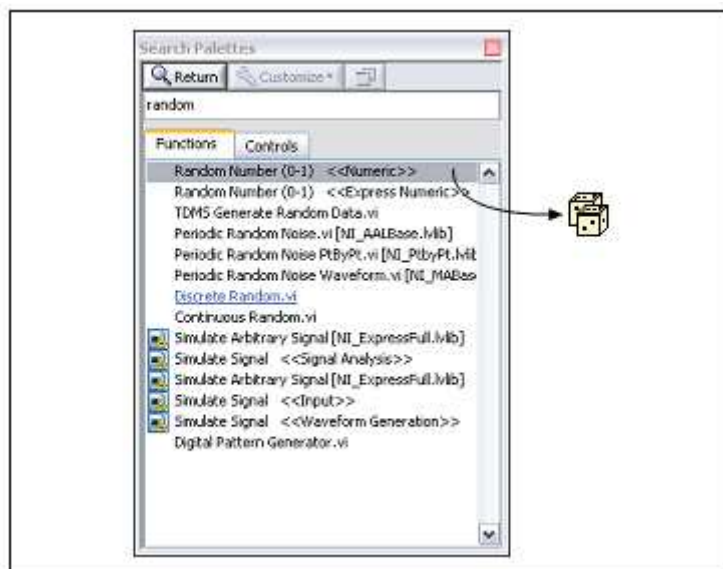 Search Palettes
Return Customize
random
Functions Controls
Random Number (0-1) <<Numeric>>
Random Number (0-1) <<Express Numeric>>
TDMS Generate Random Data.vi
Periodic Random Noise.vi [NI_AALBase.lvlib]
Periodic Random Noise PtByPt.vi [NI_PtbyPt.lvlib
Periodic Random Noise Waveform.vi [NI_MABas
Discrete Random.vi
Continuous Random.vi
Simulate Arbitrary Signal [NI_ExpressFull.lvlib]
Simulate Signal <<Signal Analysis>>
Simulate Arbitrary Signal [NI_ExpressFull.lvlib]
Simulate Signal <<Input>>
Simulate Signal <<Waveform Generation>>
Digital Pattern Generator.vi